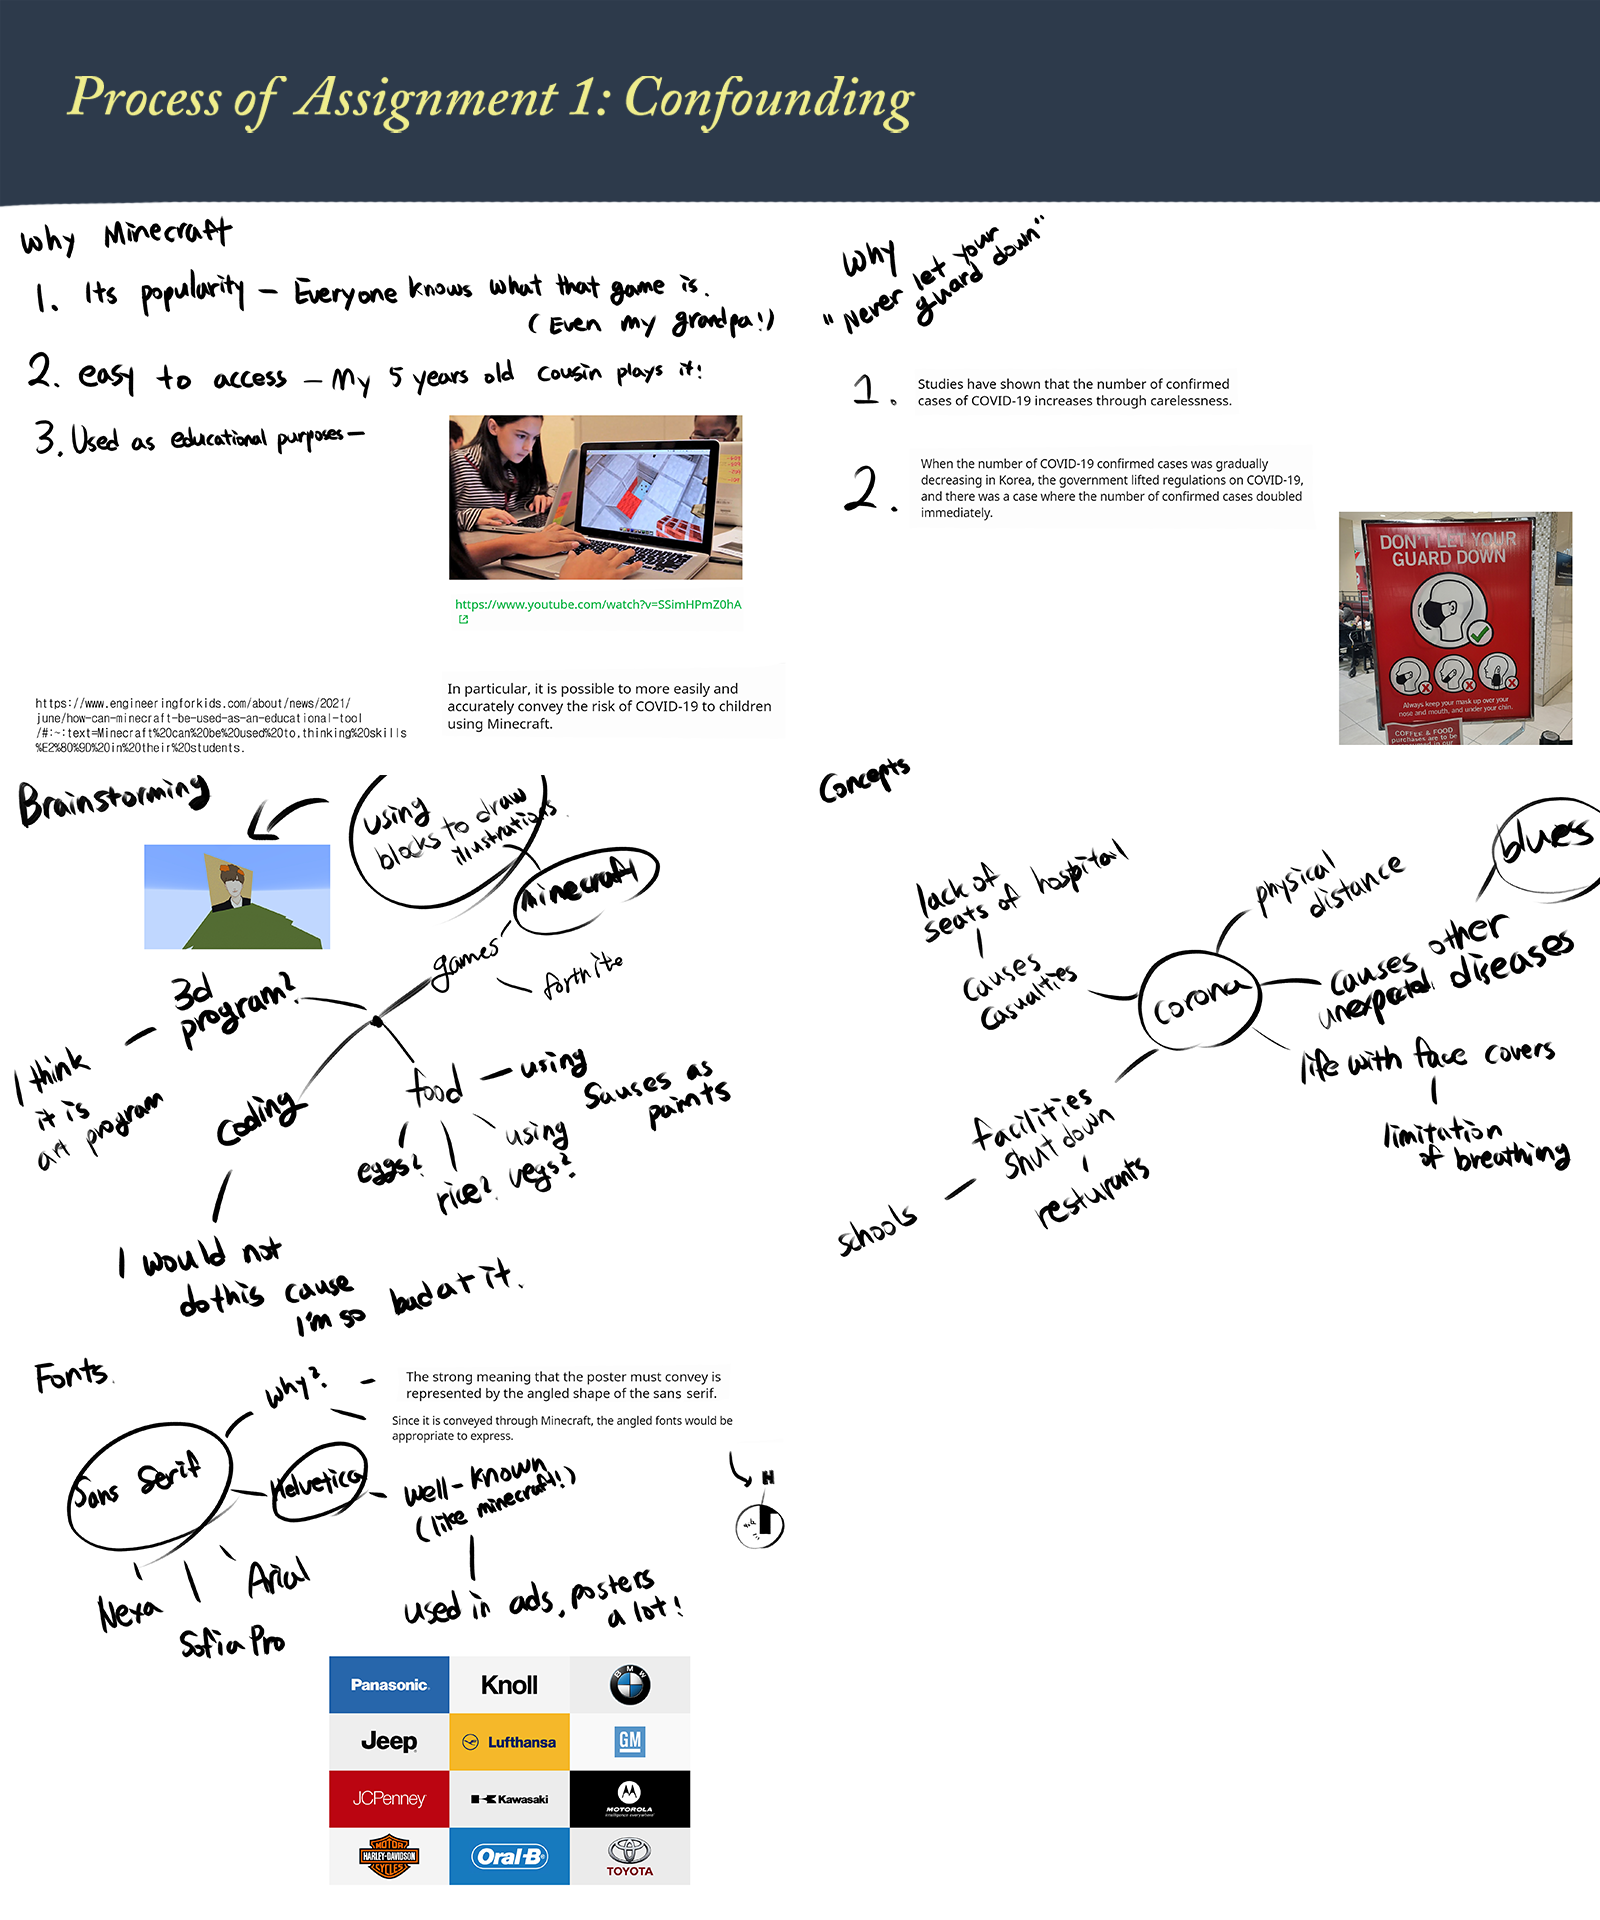 Process of Assignment 1: Confounding
Why Minecraft
1. Its popularity – Everyone knows what that game is.
(Even my grandpa!)
2. easy to access – My 5 years old cousin plays it!
3. Used as educational purposes –
https://www.youtube.com/watch?v=SSimHPmZ0hA
https://www.engineeringforkids.com/about/news/2021/
june/how-can-minecraft-be-used-as-an-educational-tool
/#:~:text=Minecraft%20can%20be%20used%20to,thinking%20skills
%E2%80%9D%20in%20their%20students.
In particular, it is possible to more easily and
accurately convey the risk of COVID-19 to children
using Minecraft.
Why
"Never let your
guard down"
1. Studies have shown that the number of confirmed
cases of COVID-19 increases through carelessness.
2. When the number of COVID-19 confirmed cases was gradually
decreasing in Korea, the government lifted regulations on COVID-19,
and there was a case where the number of confirmed cases doubled
immediately.
DON'T LET YOUR
GUARD DOWN
Always keep your mask up over your
nose and mouth, and under your chin.
COFFEE & FOOD
purchases are to be
Brainstorming
using
blocks to draw
illustrations.
Minecraft
games
fortnite
3d
program?
I think
it is
art program
coding
I would not
do this cause
I'm so bad at it.
food
using
Sauses as
paints
eggs?
rice?
using
vegs?
Concepts
blues
lack of
seats of hospital
physical
distance
causes
casualties
corona
causes other
unexpected diseases
life with face covers
limitation
of breathing
facilities
shut down
resturants
schools
Fonts.
why? –
The strong meaning that the poster must convey is
represented by the angled shape of the sans serif.
Since it is conveyed through Minecraft, the angled fonts would be
appropriate to express.
Sans Serif
Helvetica
well-known
(like minecraft!)
used in ads, posters
a lot!
H
Nexa
Sofia Pro
Arial
Panasonic
Knoll
BMW
Jeep
Lufthansa
GM
JCPenney
Kawasaki
MOTOROLA
intelligence everywhere
MOTOR
HARLEY-DAVIDSON
CYCLES
Oral-B
TOYOTA